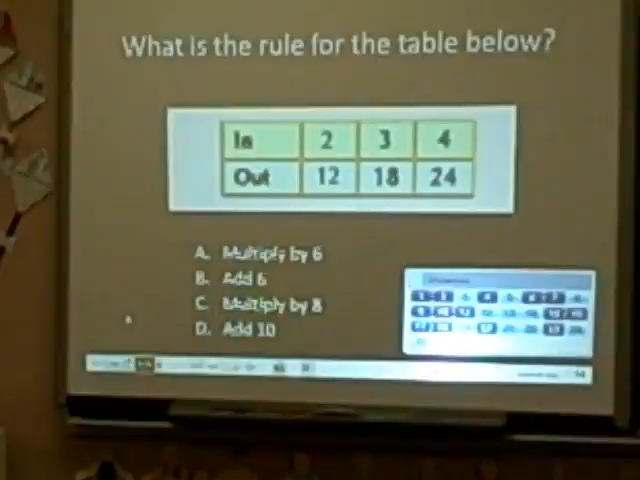 What is the rule for the table below?
In 2 3 4
Out 12 18 24
A. Multiply by 6
B. Add 6
C. Multiply by 8
D. Add 10